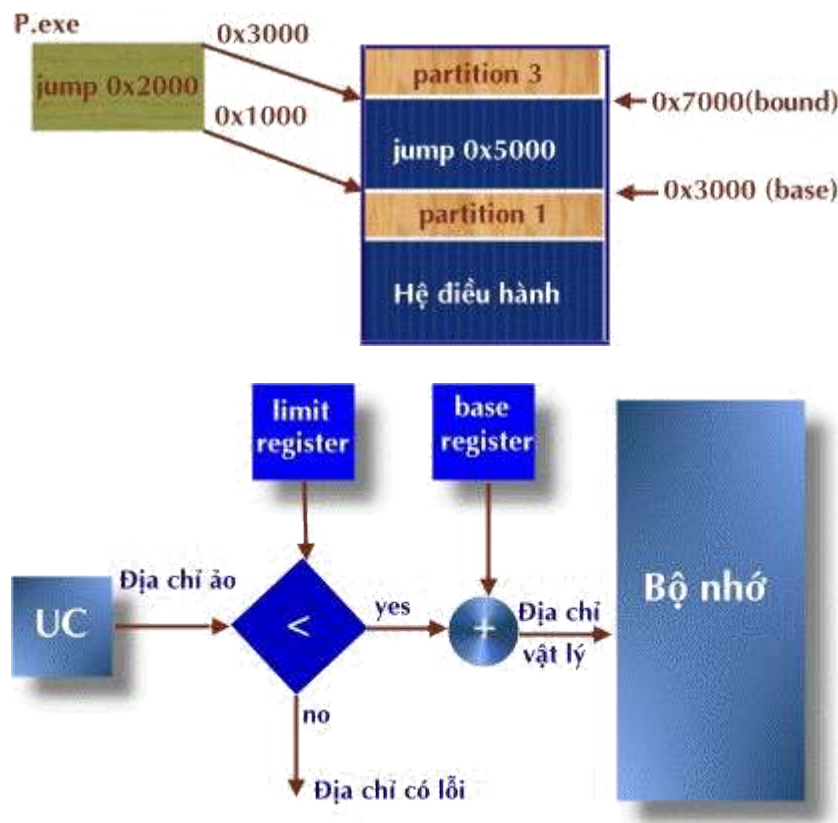 P.exe
0x3000
jump 0x2000
0x1000
partition 3
0x7000(bound)
jump 0x5000
0x3000 (base)
partition 1
Hệ điều hành
limit
register
base
register
Địa chỉ ảo
UC
<
yes
+
Địa chỉ
vật lý
Bộ nhớ
no
Địa chỉ có lỗi